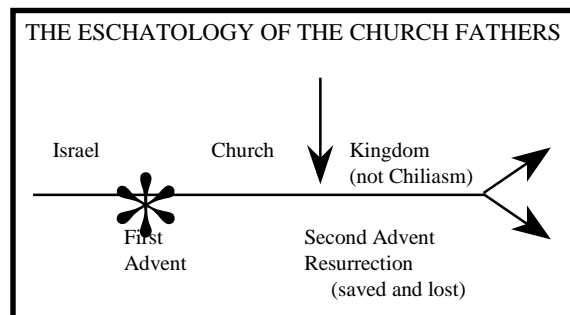 THE ESCHATOLOGY OF THE CHURCH FATHERS
Israel
Church
Kingdom
(not Chiliasm)
First
Advent
Second Advent
Resurrection
(saved and lost)